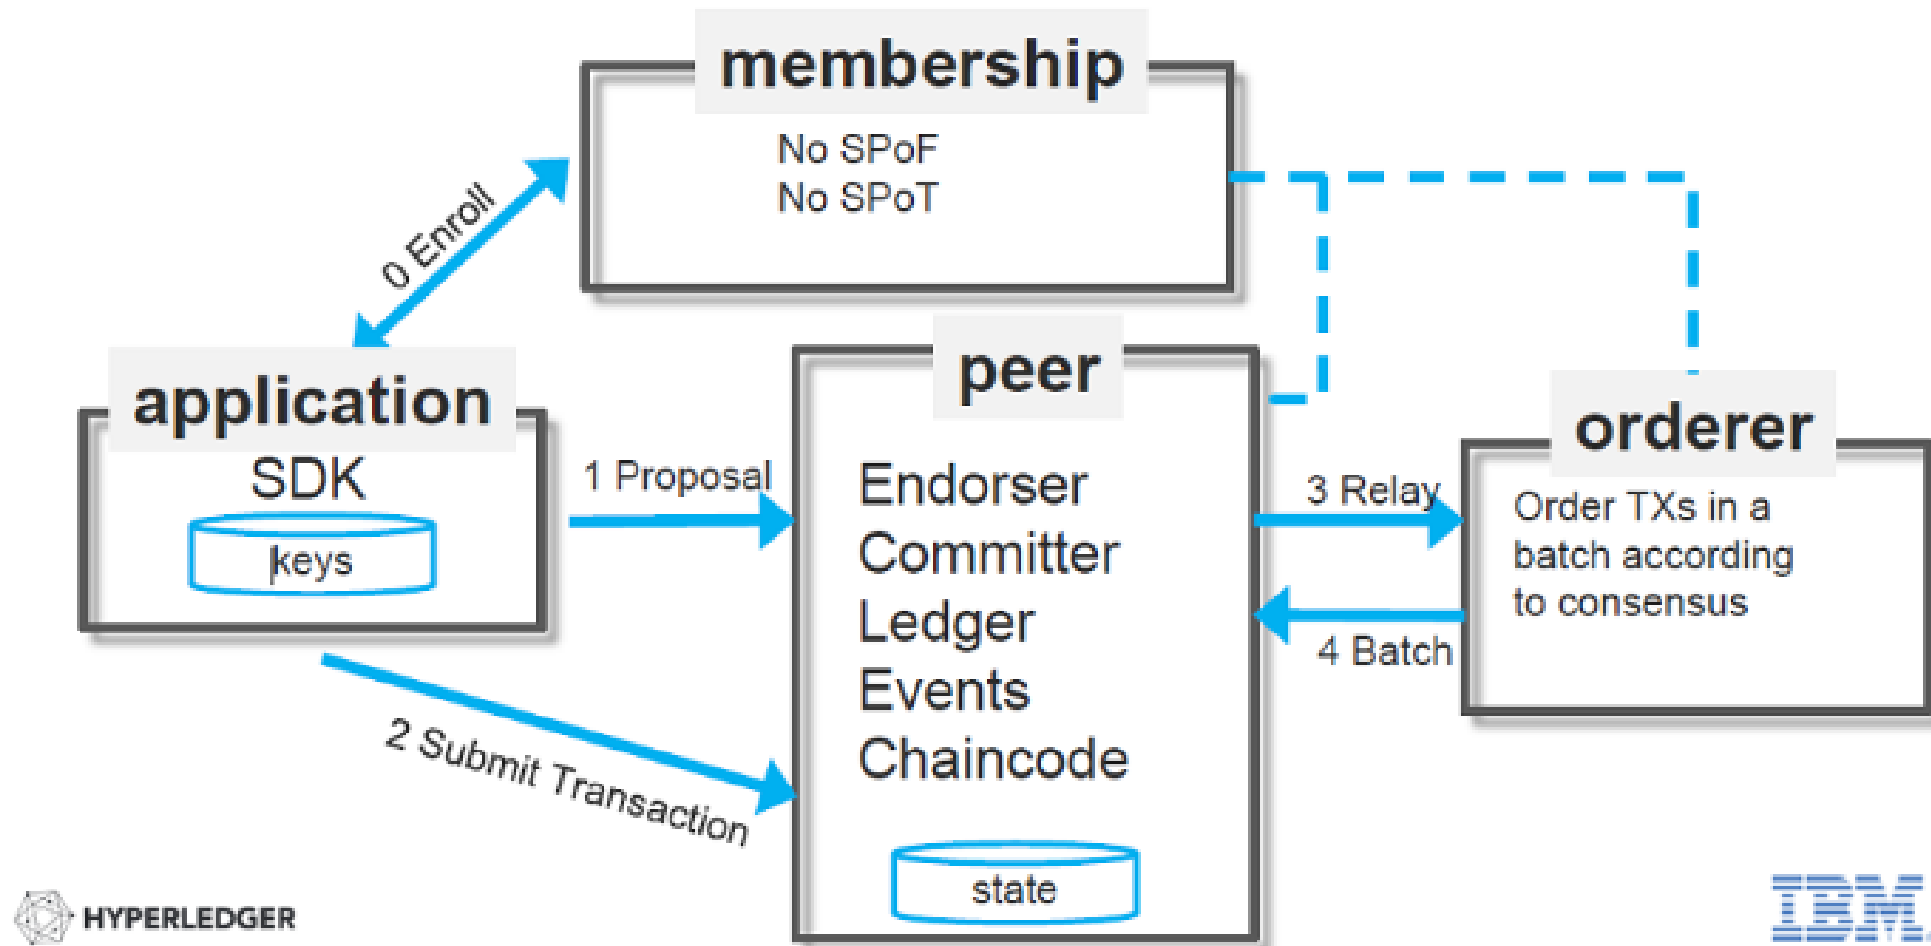 membership
No SPoF
No SPoT
0 Enroll
application
SDK
keys
1 Proposal
2 Submit Transaction
peer
Endorser
Committer
Ledger
Events
Chaincode
state
3 Relay
4 Batch
orderer
Order TXs in a
batch according
to consensus
HYPERLEDGER
IBM